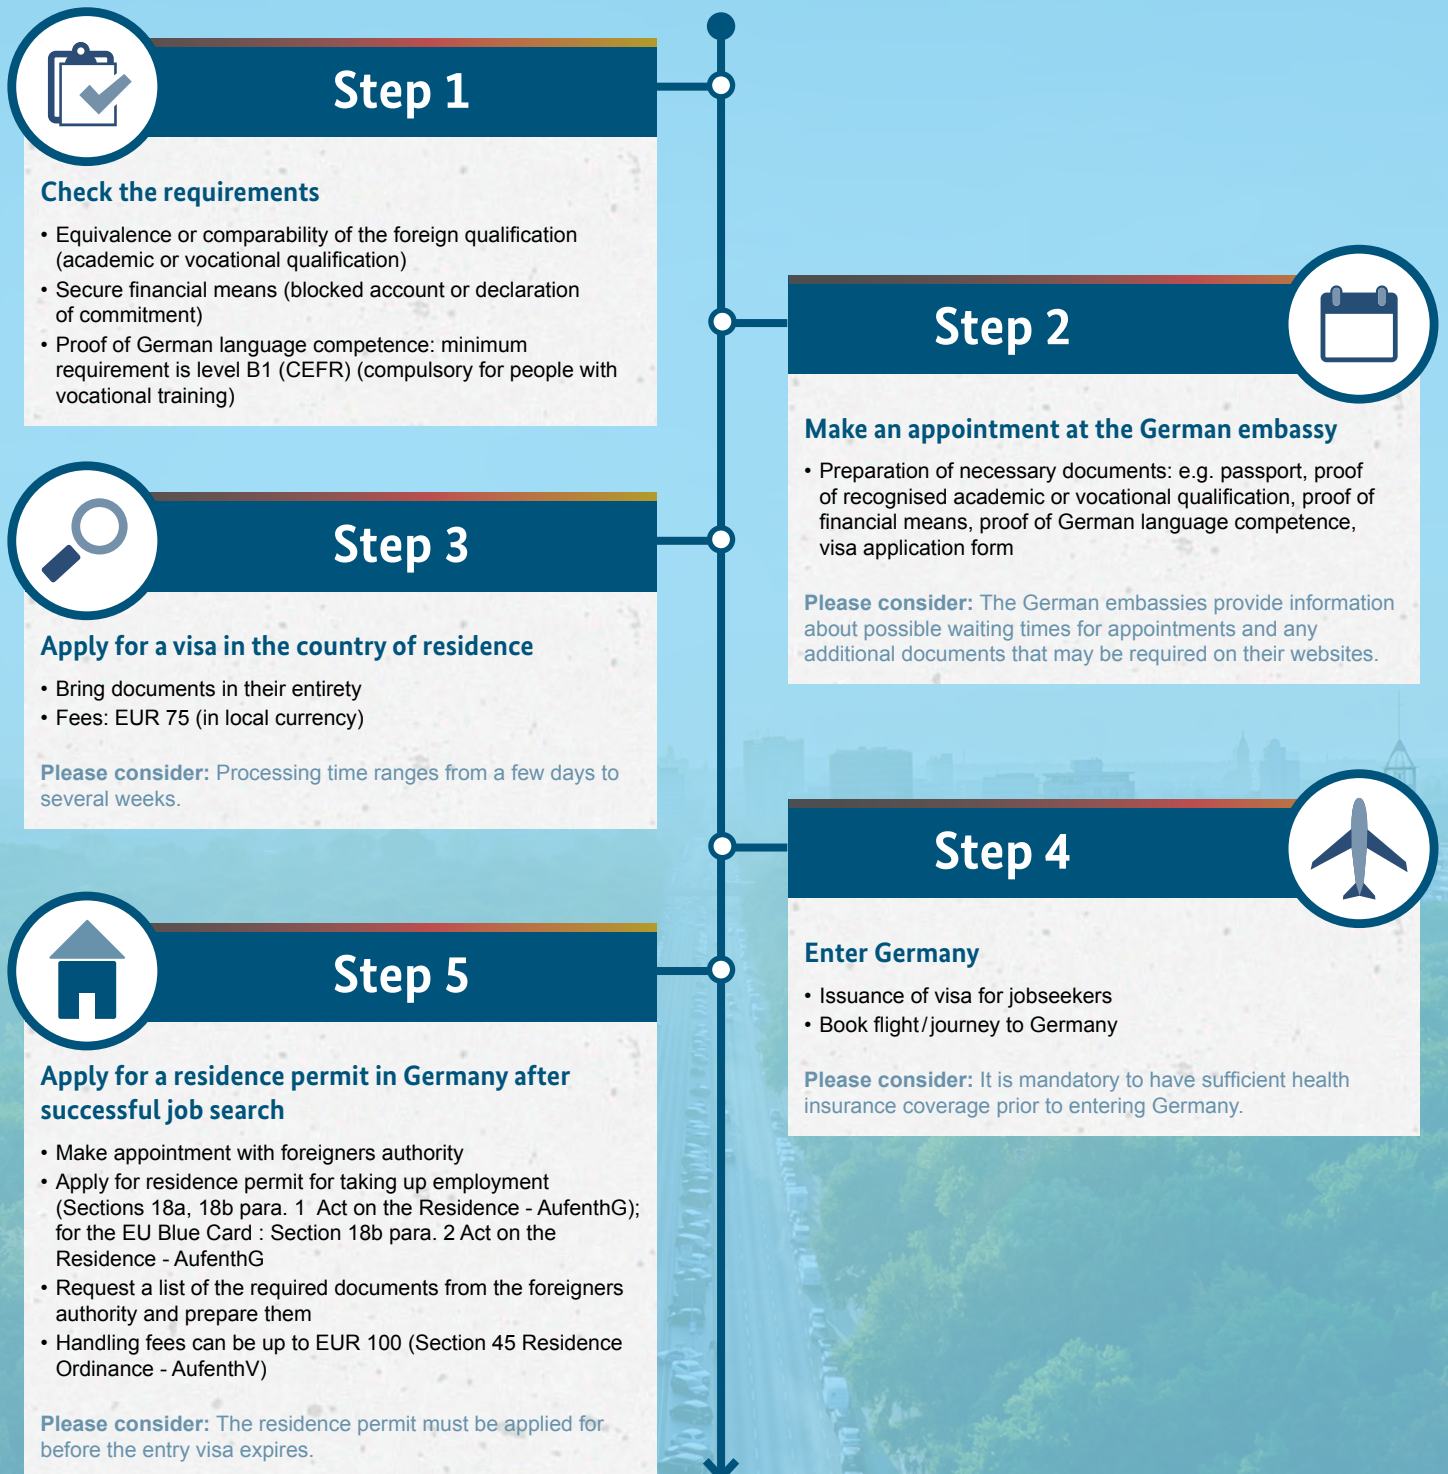 Step 1
Check the requirements
• Equivalence or comparability of the foreign qualification
(academic or vocational qualification)
• Secure financial means (blocked account or declaration
of commitment)
• Proof of German language competence: minimum
requirement is level B1 (CEFR) (compulsory for people with
vocational training)
Step 2
Make an appointment at the German embassy
• Preparation of necessary documents: e.g. passport, proof
of recognised academic or vocational qualification, proof of
financial means, proof of German language competence,
visa application form
Please consider: The German embassies provide information
about possible waiting times for appointments and any
additional documents that may be required on their websites.
Step 3
Apply for a visa in the country of residence
• Bring documents in their entirety
• Fees: EUR 75 (in local currency)
Please consider: Processing time ranges from a few days to
several weeks.
Step 4
Enter Germany
• Issuance of visa for jobseekers
• Book flight/journey to Germany
Please consider: It is mandatory to have sufficient health
insurance coverage prior to entering Germany.
Step 5
Apply for a residence permit in Germany after
successful job search
• Make appointment with foreigners authority
• Apply for residence permit for taking up employment
(Sections 18a, 18b para. 1 Act on the Residence - AufenthG);
for the EU Blue Card : Section 18b para. 2 Act on the
Residence - AufenthG
• Request a list of the required documents from the foreigners
authority and prepare them
• Handling fees can be up to EUR 100 (Section 45 Residence
Ordinance - AufenthV)
Please consider: The residence permit must be applied for
before the entry visa expires.